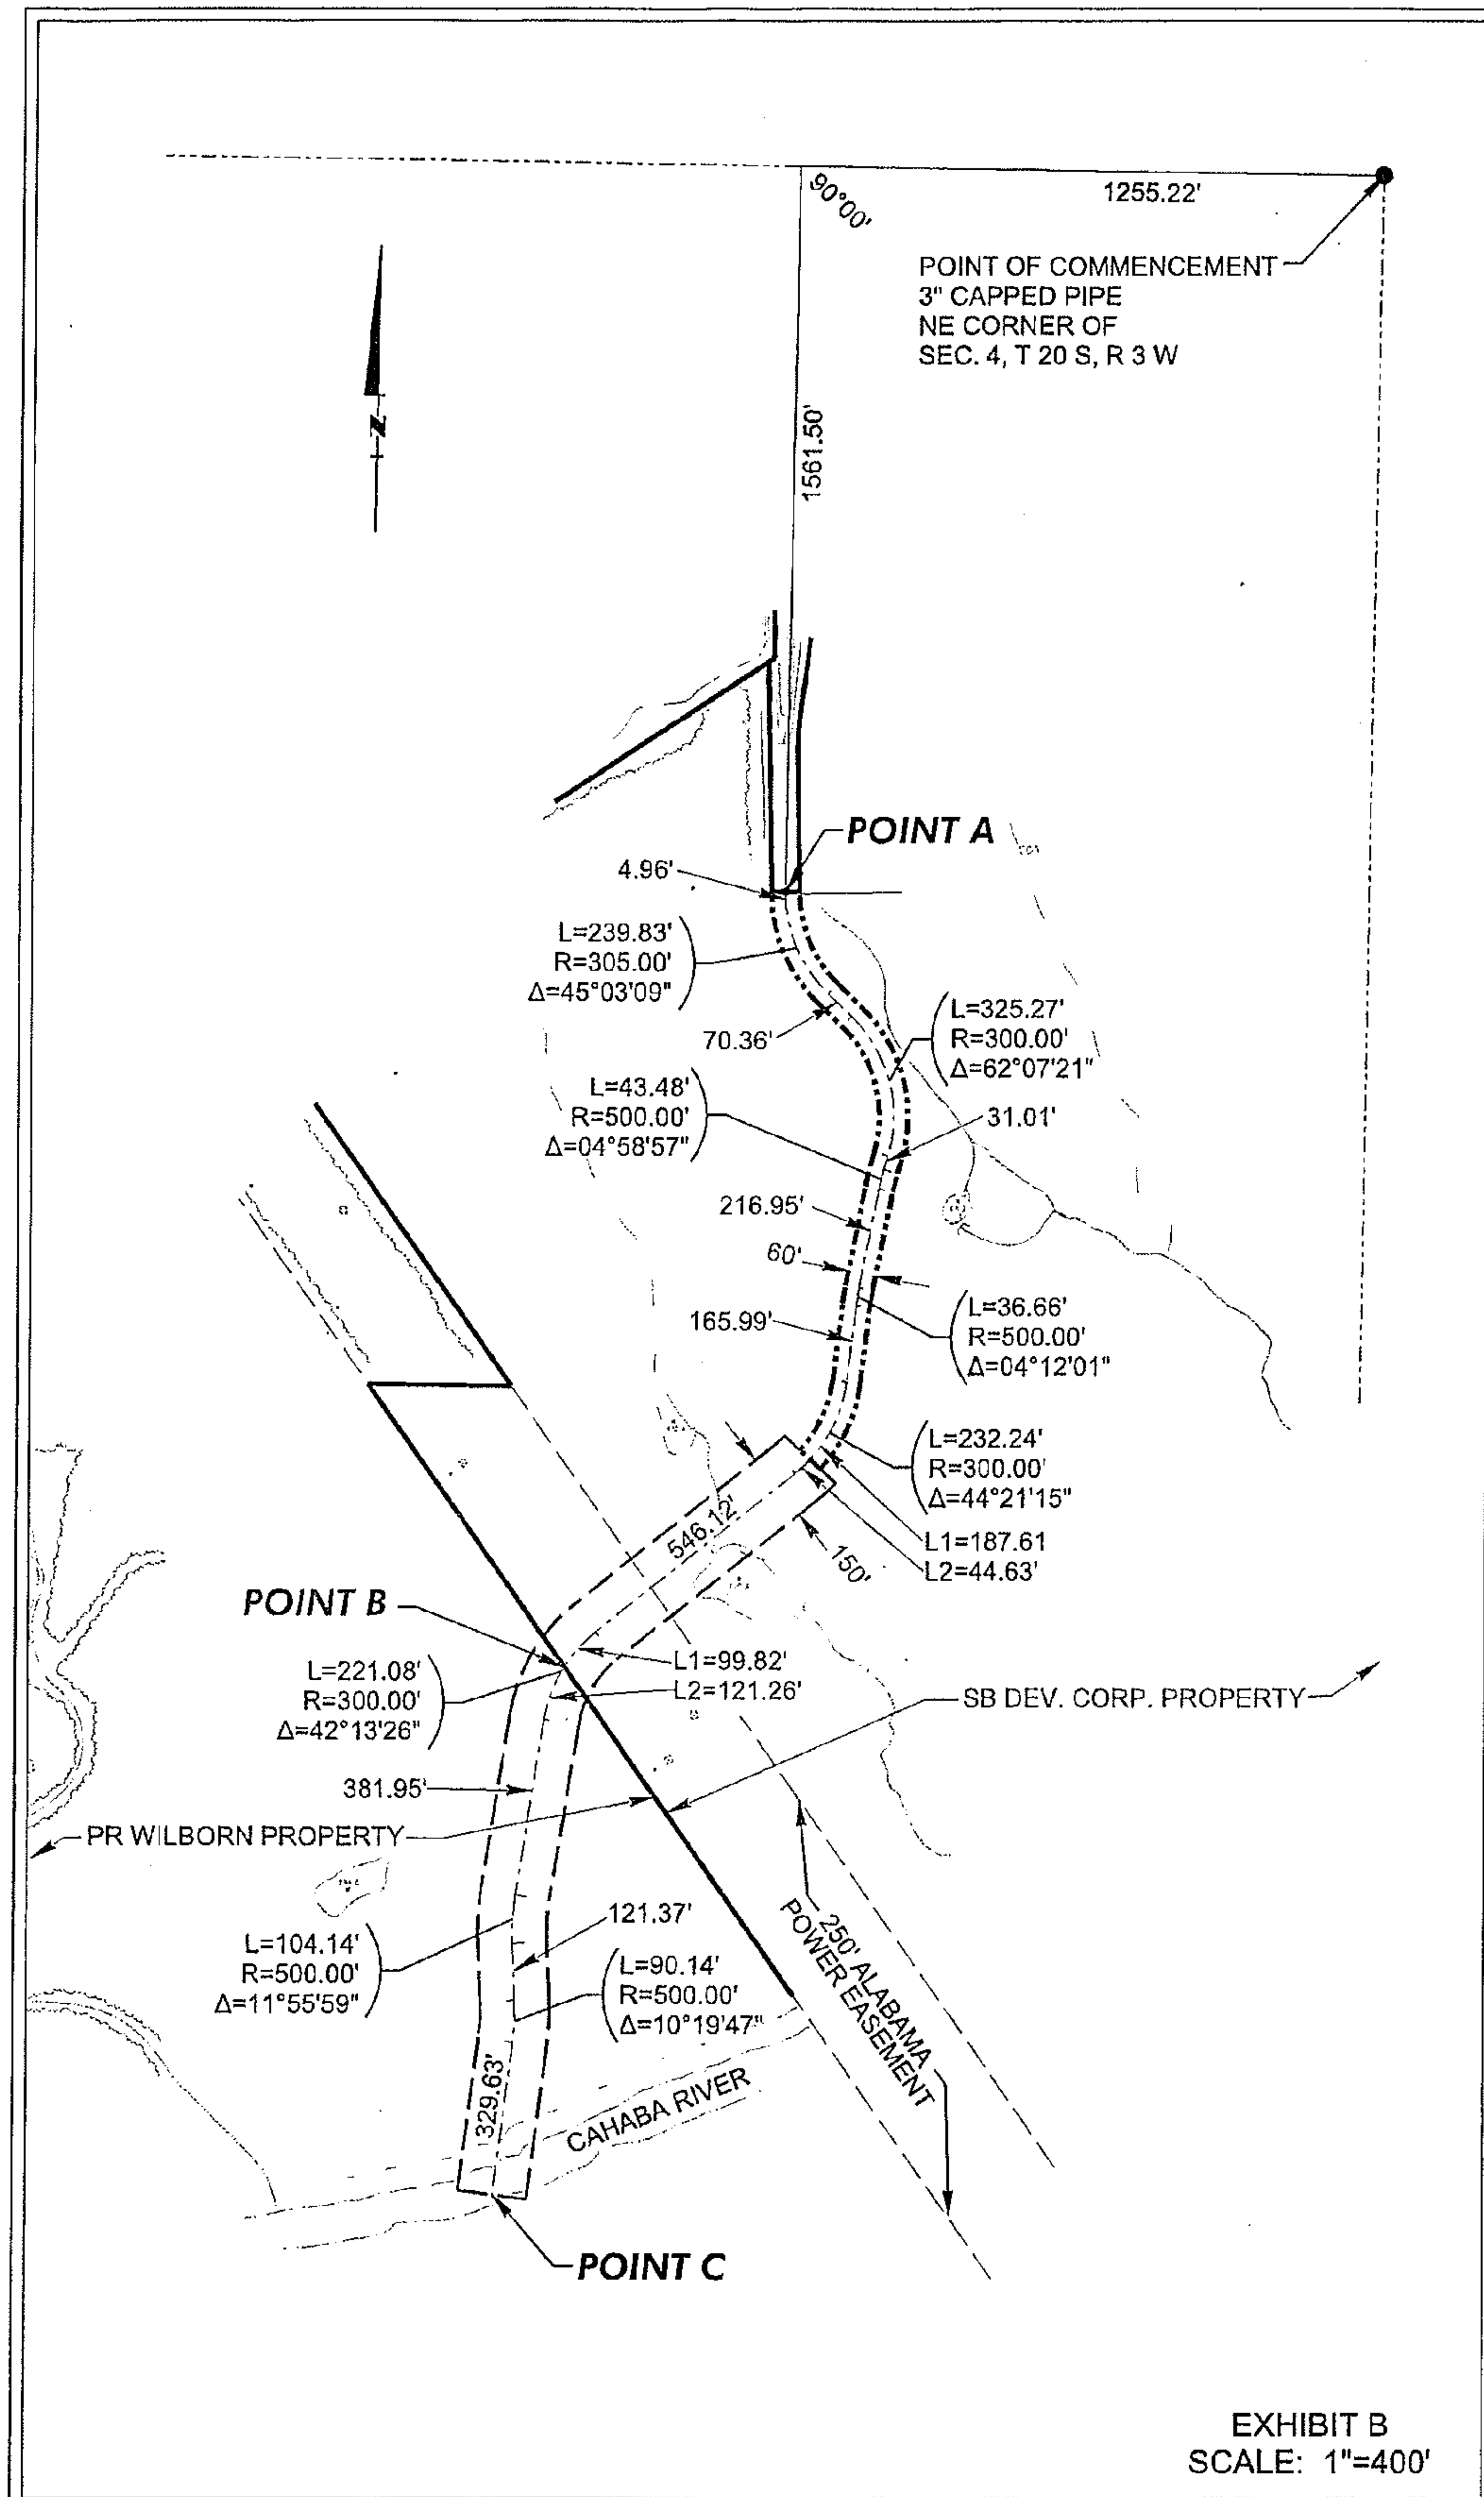 90°00'
1255.22'
POINT OF COMMENCEMENT
3" CAPPED PIPE
NE CORNER OF
SEC. 4, T 20 S, R 3 W
N
1561.50'
POINT A
4.96'
L=239.83'
R=305.00'
Δ=45°03'09"
70.36'
L=325.27'
R=300.00'
Δ=62°07'21"
L=43.48'
R=500.00'
Δ=04°58'57"
31.01'
216.95'
60'
165.99'
L=36.66'
R=500.00'
Δ=04°12'01"
L=232.24'
R=300.00'
Δ=44°21'15"
L1=187.61
L2=44.63'
546.12'
150'
POINT B
L=221.08'
R=300.00'
Δ=42°13'26"
L1=99.82'
L2=121.26'
SB DEV. CORP. PROPERTY
381.95'
PR WILBORN PROPERTY
121.37'
L=104.14'
R=500.00'
Δ=11°55'59"
L=90.14'
R=500.00'
Δ=10°19'47"
250' ALABAMA
POWER EASEMENT
329.63'
CAHABA RIVER
POINT C
EXHIBIT B
SCALE: 1"=400'